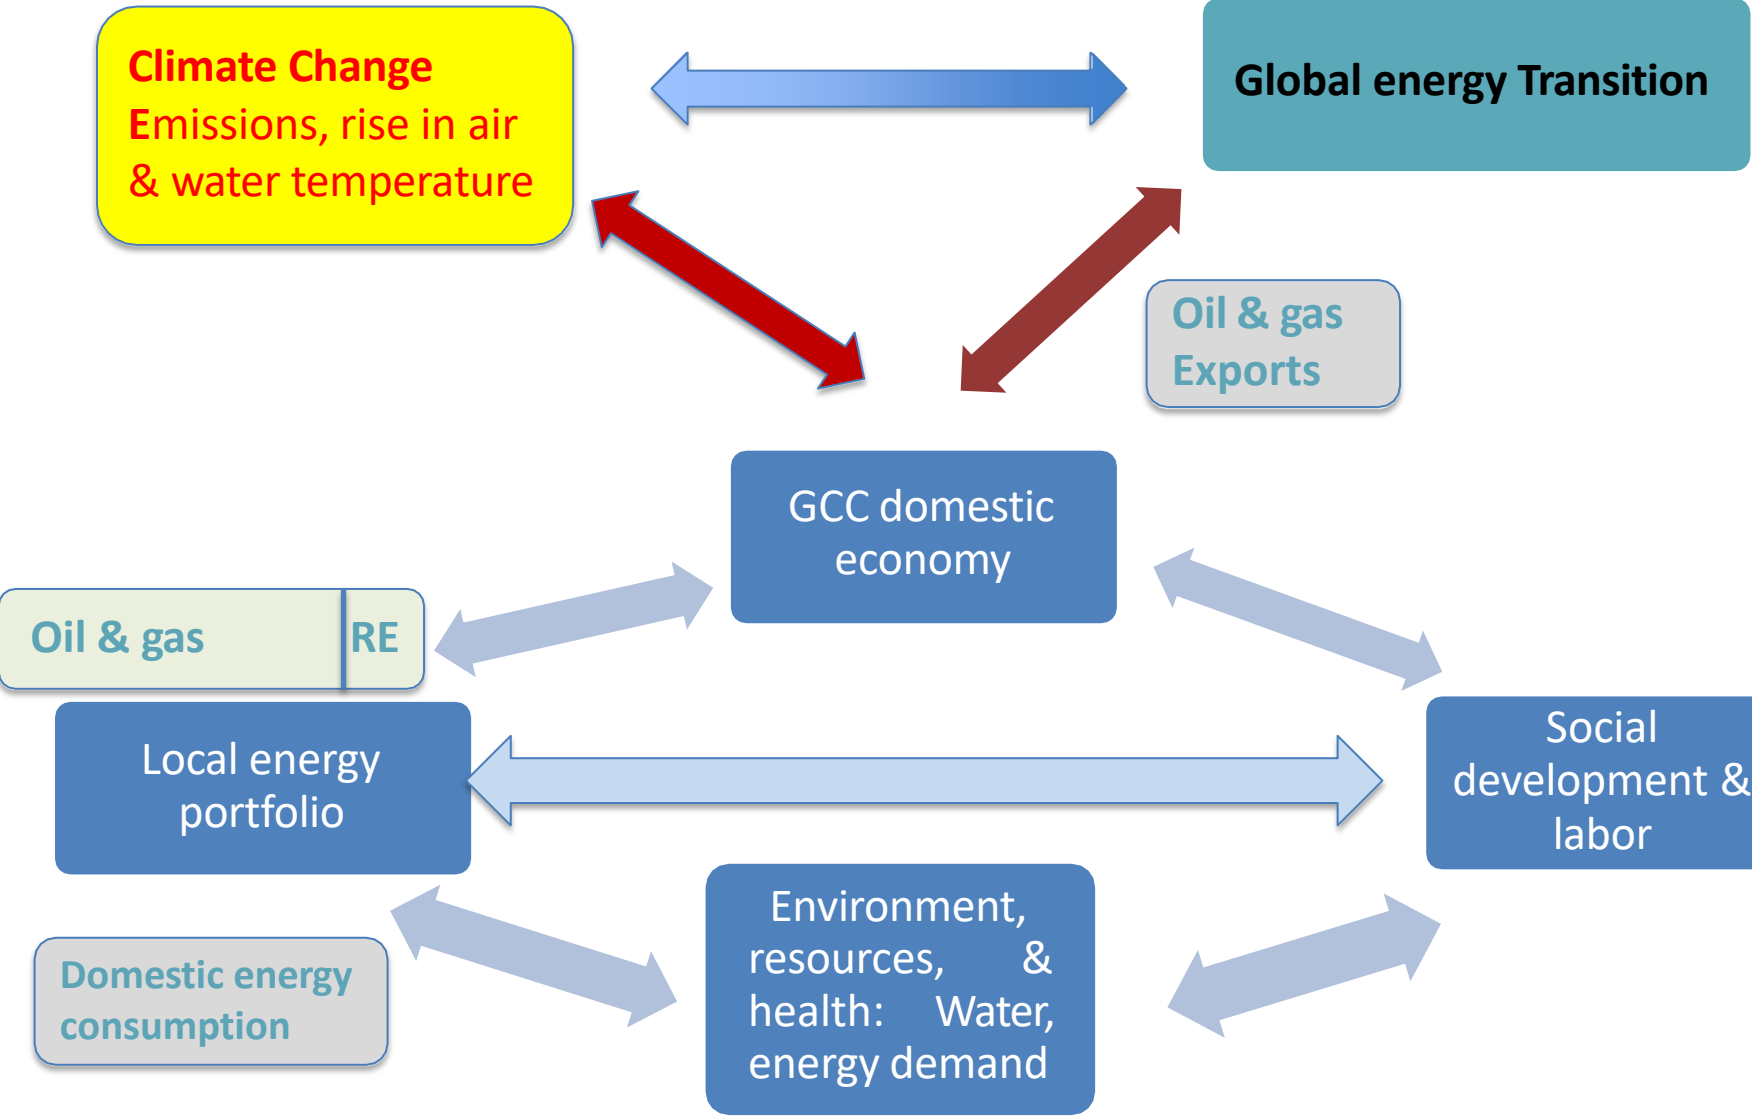 Climate Change
Emissions, rise in air
& water temperature
Global energy Transition
Oil & gas
Exports
GCC domestic
economy
Oil & gas
RE
Local energy
portfolio
Social
development &
labor
Environment,
resources, &
health: Water,
energy demand
Domestic energy
consumption